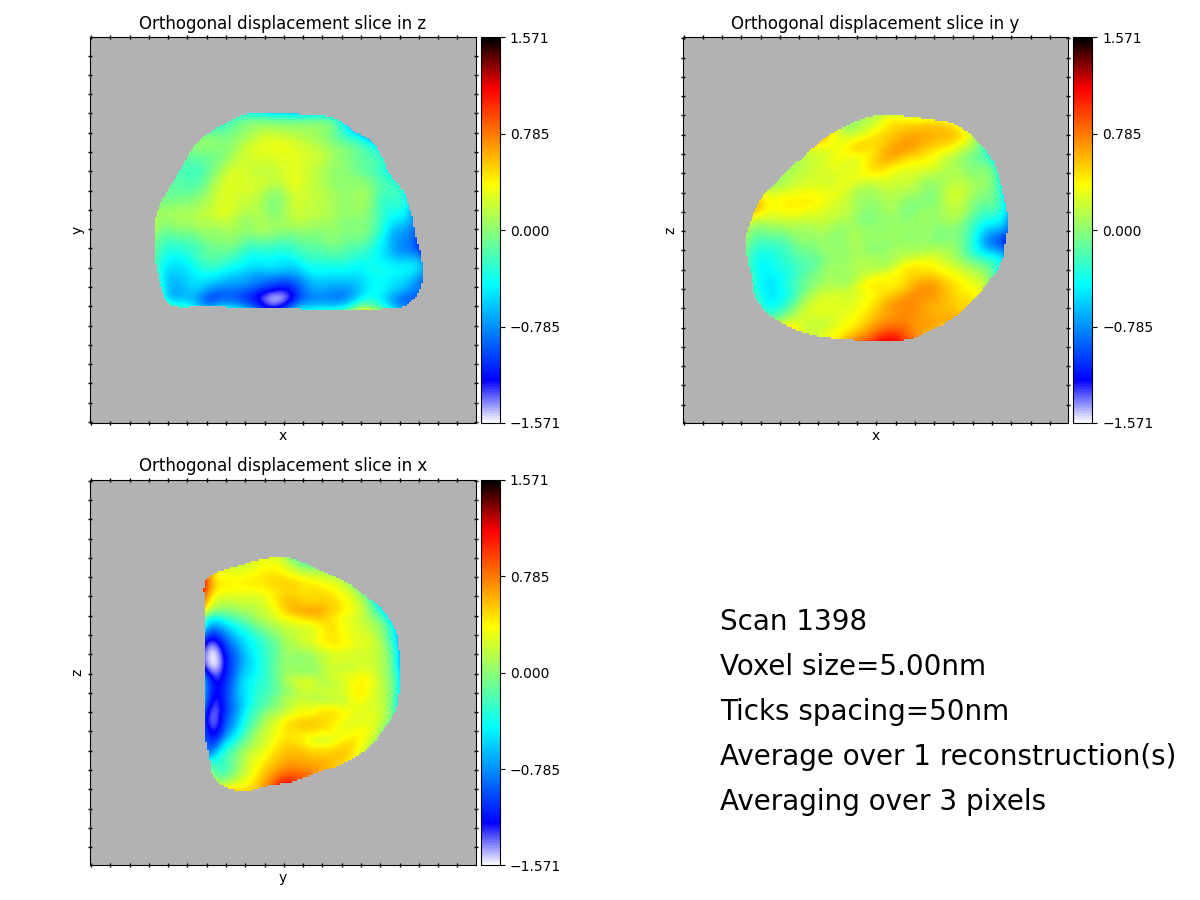 Orthogonal displacement slice in z
1.571
0.785
0.000
−0.785
−1.571
y
x
Orthogonal displacement slice in y
1.571
0.785
0.000
−0.785
−1.571
z
x
Orthogonal displacement slice in x
1.571
0.785
0.000
−0.785
−1.571
z
y
Scan 1398
Voxel size=5.00nm
Ticks spacing=50nm
Average over 1 reconstruction(s)
Averaging over 3 pixels